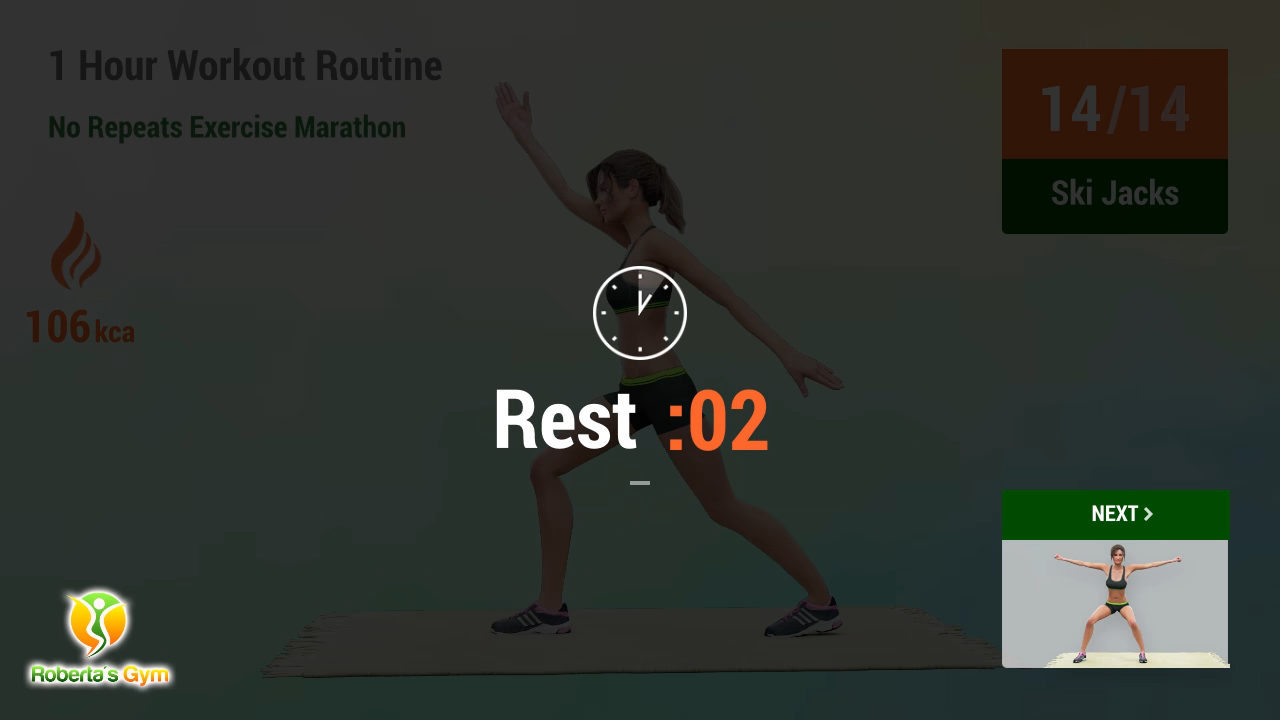 1 Hour Workout Routine
No Repeats Exercise Marathon
14/14
Ski Jacks
106 kca
Rest :02
NEXT >
Roberta´s Gym